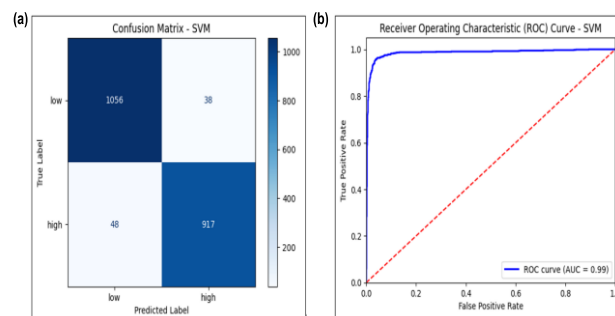 (a)
Confusion Matrix - SVM
True Label
low
high
1056
38
48
917
low
high
Predicted Label
1000
800
600
400
200
(b)
Receiver Operating Characteristic (ROC) Curve - SVM
True Positive Rate
1.0
0.8
0.6
0.4
0.2
0.0
ROC curve (AUC = 0.99)
0.0
0.2
0.4
0.6
0.8
False Positive Rate